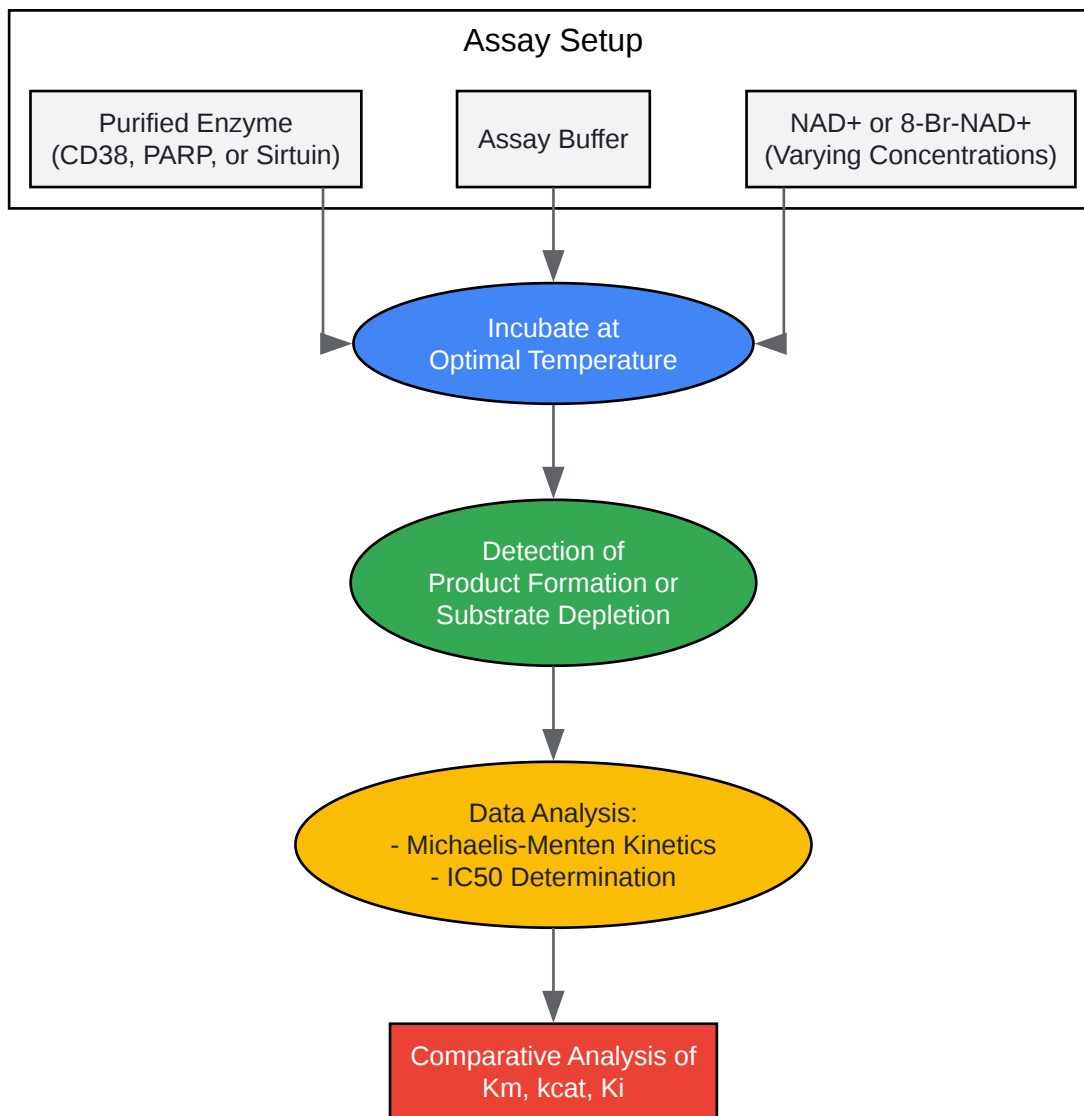 Assay Setup
Purified Enzyme
(CD38, PARP, or Sirtuin)
Assay Buffer
NAD+ or 8-Br-NAD+
(Varying Concentrations)
Incubate at
Optimal Temperature
Detection of
Product Formation or
Substrate Depletion
Data Analysis:
- Michaelis-Menten Kinetics
- IC50 Determination
Comparative Analysis of
Km, kcat, Ki